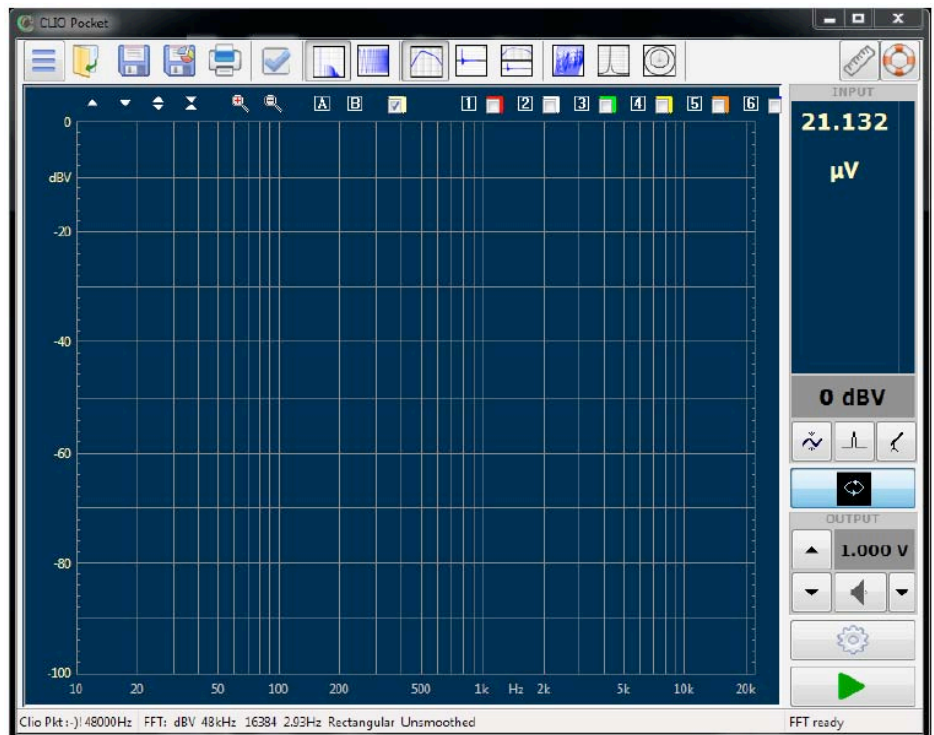 CLIO Pocket
A B 1 2 3 4 5 6
INPUT
21.132
µV
0 dBV
OUTPUT
1.000 V
0
dBV
-20
-40
-60
-80
-100
10 20 50 100 200 500 1k Hz 2k 5k 10k 20k
Clio Pkt :-)! 48000Hz FFT: dBV 48kHz 16384 2.93Hz Rectangular Unsmoothed FFT ready